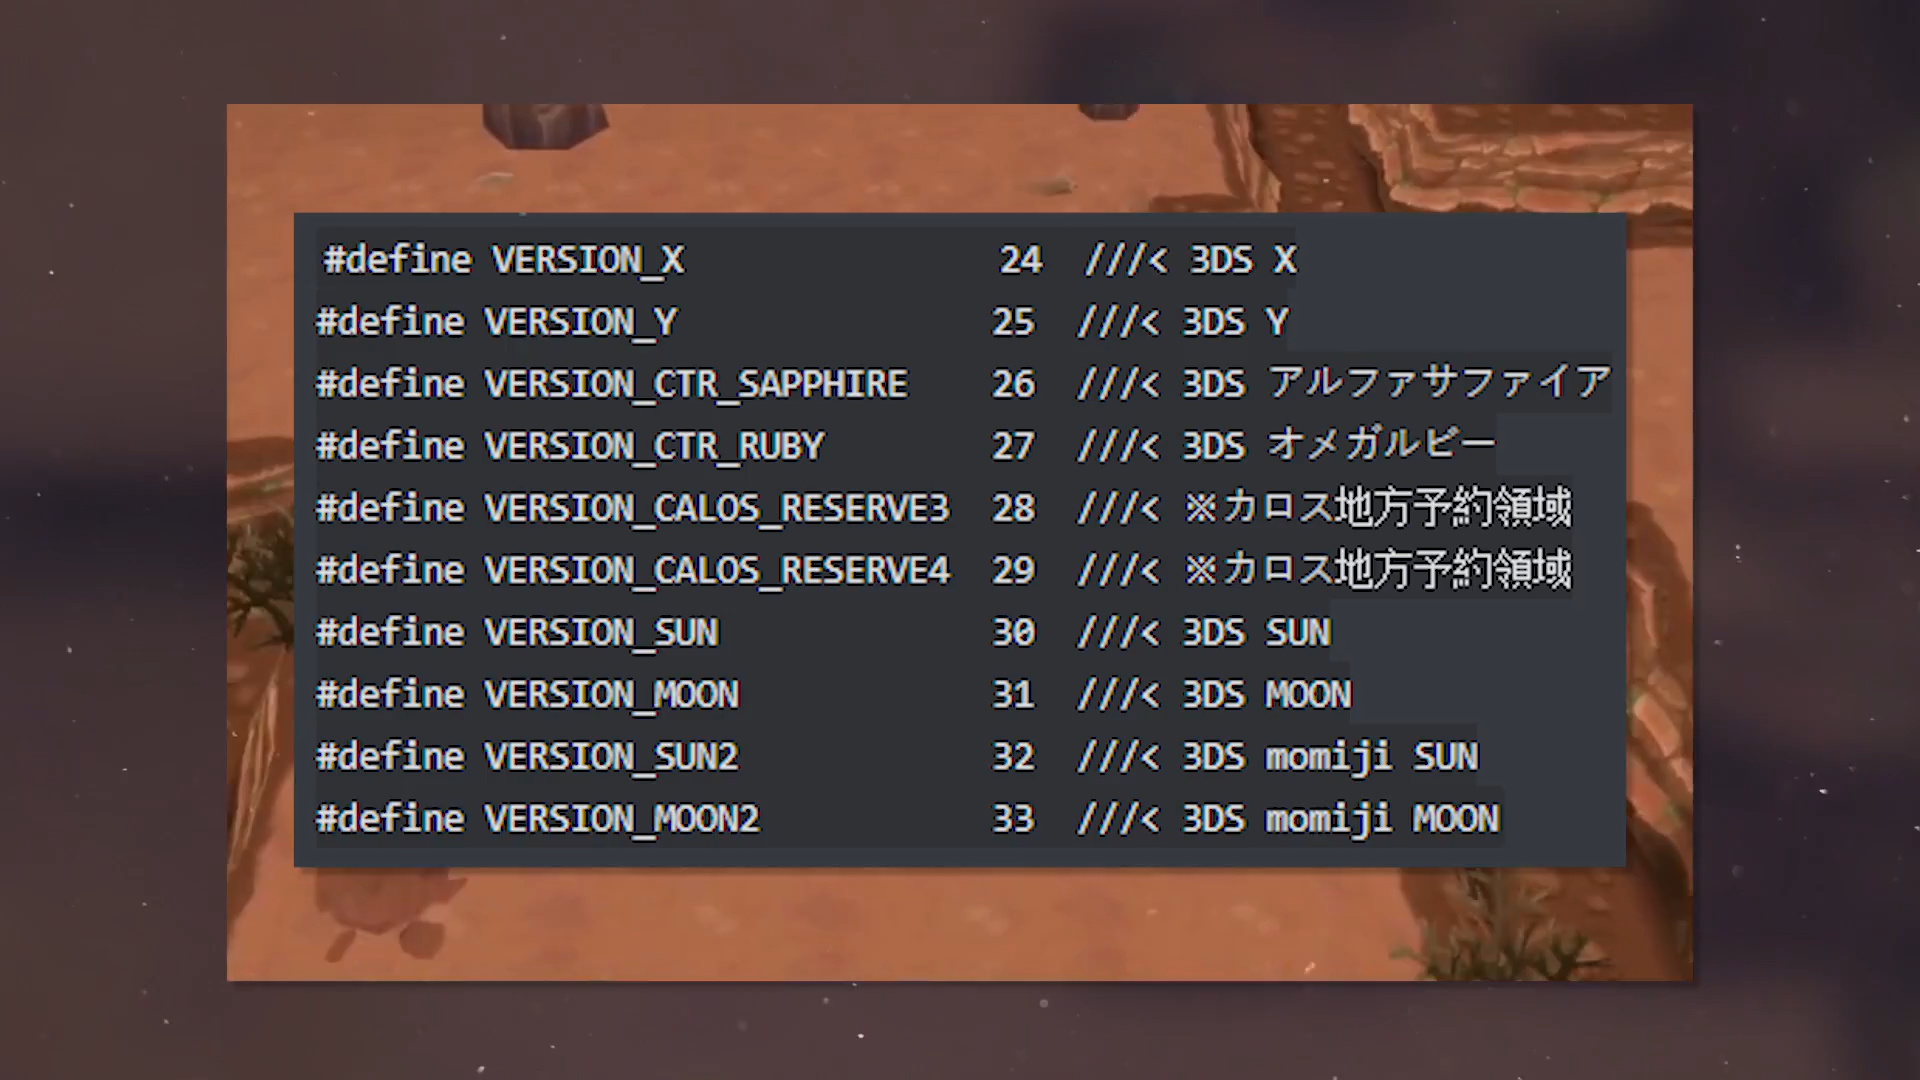 #define VERSION_X 24 ///< 3DS X
#define VERSION_Y 25 ///< 3DS Y
#define VERSION_CTR_SAPPHIRE 26 ///< 3DS アルファサファイア
#define VERSION_CTR_RUBY 27 ///< 3DS オメガルビー
#define VERSION_CALOS_RESERVE3 28 ///< ※カロス地方予約領域
#define VERSION_CALOS_RESERVE4 29 ///< ※カロス地方予約領域
#define VERSION_SUN 30 ///< 3DS SUN
#define VERSION_MOON 31 ///< 3DS MOON
#define VERSION_SUN2 32 ///< 3DS momiji SUN
#define VERSION_MOON2 33 ///< 3DS momiji MOON